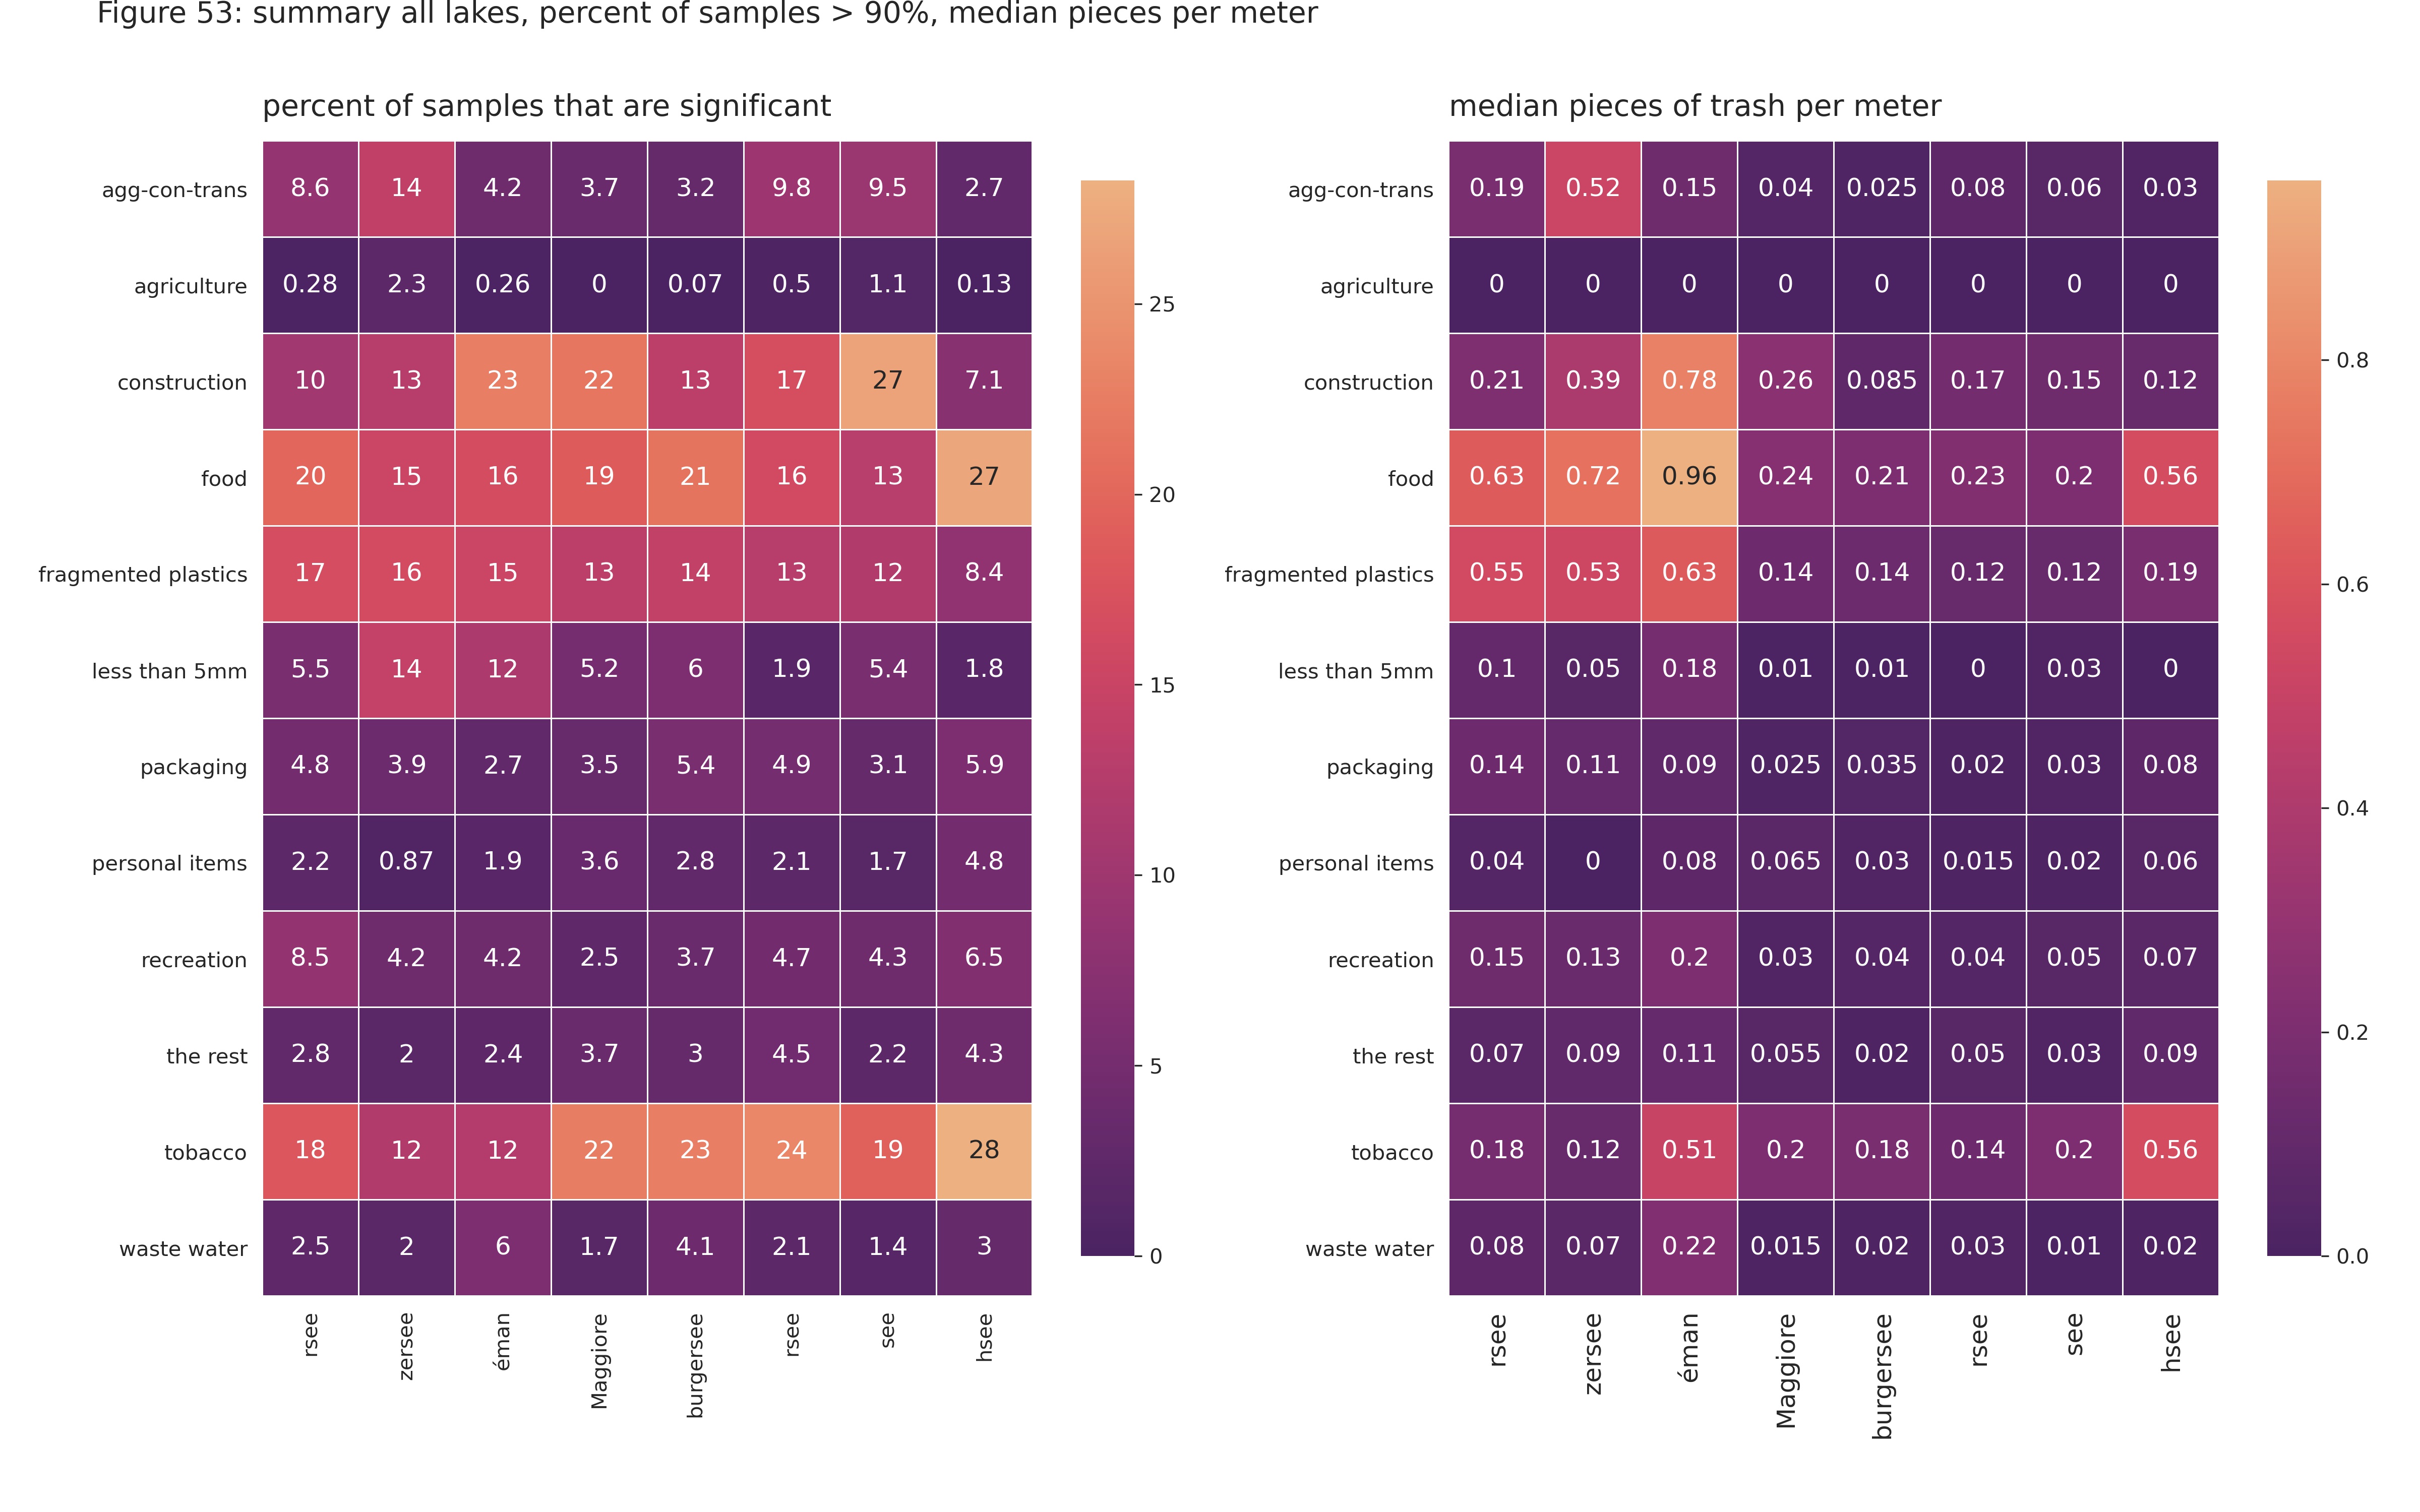 Figure 53: summary all lakes, percent of samples > 90%, median pieces per meter
percent of samples that are significant
agg-con-trans 8.6 14 4.2 3.7 3.2 9.8 9.5 2.7
agriculture 0.28 2.3 0.26 0 0.07 0.5 1.1 0.13
construction 10 13 23 22 13 17 27 7.1
food 20 15 16 19 21 16 13 27
fragmented plastics 17 16 15 13 14 13 12 8.4
less than 5mm 5.5 14 12 5.2 6 1.9 5.4 1.8
packaging 4.8 3.9 2.7 3.5 5.4 4.9 3.1 5.9
personal items 2.2 0.87 1.9 3.6 2.8 2.1 1.7 4.8
recreation 8.5 4.2 4.2 2.5 3.7 4.7 4.3 6.5
the rest 2.8 2 2.4 3.7 3 4.5 2.2 4.3
tobacco 18 12 12 22 23 24 19 28
waste water 2.5 2 6 1.7 4.1 2.1 1.4 3
rsee zersee éman Maggiore burgersee rsee see hsee
25
20
15
10
5
0
median pieces of trash per meter
agg-con-trans 0.19 0.52 0.15 0.04 0.025 0.08 0.06 0.03
agriculture 0 0 0 0 0 0 0 0
construction 0.21 0.39 0.78 0.26 0.085 0.17 0.15 0.12
food 0.63 0.72 0.96 0.24 0.21 0.23 0.2 0.56
fragmented plastics 0.55 0.53 0.63 0.14 0.14 0.12 0.12 0.19
less than 5mm 0.1 0.05 0.18 0.01 0.01 0 0.03 0
packaging 0.14 0.11 0.09 0.025 0.035 0.02 0.03 0.08
personal items 0.04 0 0.08 0.065 0.03 0.015 0.02 0.06
recreation 0.15 0.13 0.2 0.03 0.04 0.04 0.05 0.07
the rest 0.07 0.09 0.11 0.055 0.02 0.05 0.03 0.09
tobacco 0.18 0.12 0.51 0.2 0.18 0.14 0.2 0.56
waste water 0.08 0.07 0.22 0.015 0.02 0.03 0.01 0.02
rsee zersee éman Maggiore burgersee rsee see hsee
0.8
0.6
0.4
0.2
0.0